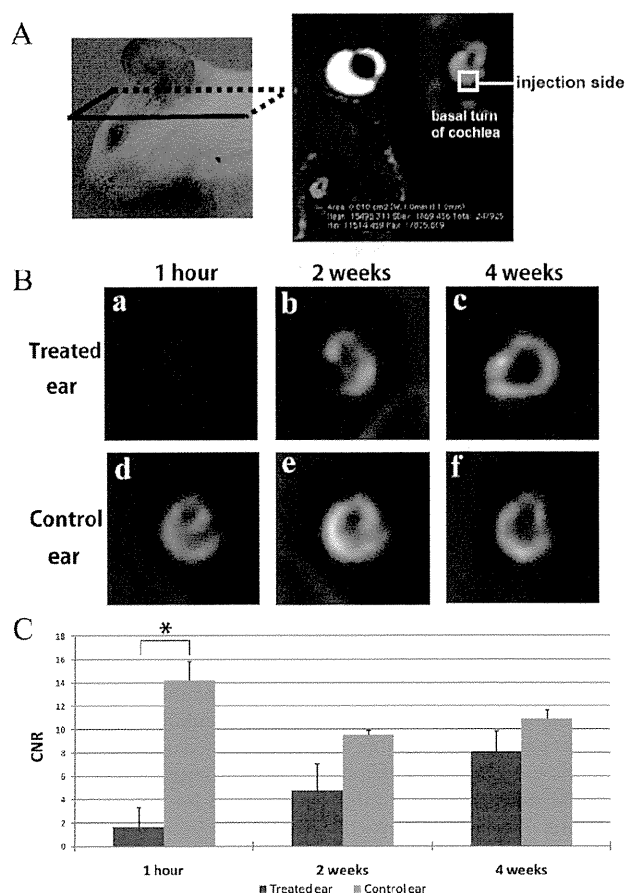 A
injection side
basal turn
of cochlea
B
1 hour
2 weeks
4 weeks
Treated
ear
a
b
c
Control
ear
d
e
f
C
*
CNR
18
16
14
12
10
8
6
4
2
0
1 hour
2 weeks
4 weeks
Treated ear
Control ear